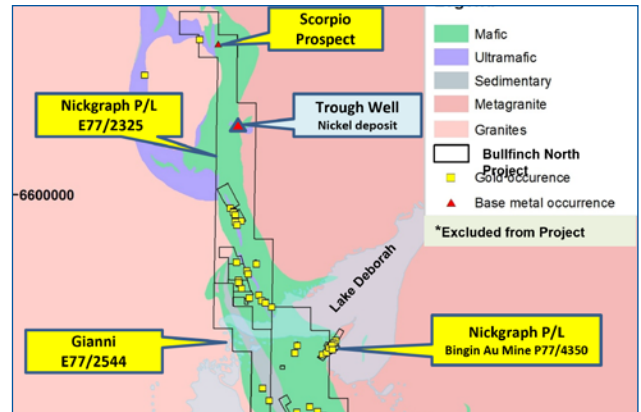 Scorpio
Prospect
Mafic
Ultramafic
Sedimentary
Metagranite
Granites
Bullfinch North
Project
Gold occurence
Base metal occurrence
*Excluded from Project
Nickgraph P/L
E77/2325
Trough Well
Nickel deposit
6600000
Lake Deborah
Gianni
E77/2544
Nickgraph P/L
Bingin Au Mine P77/4350